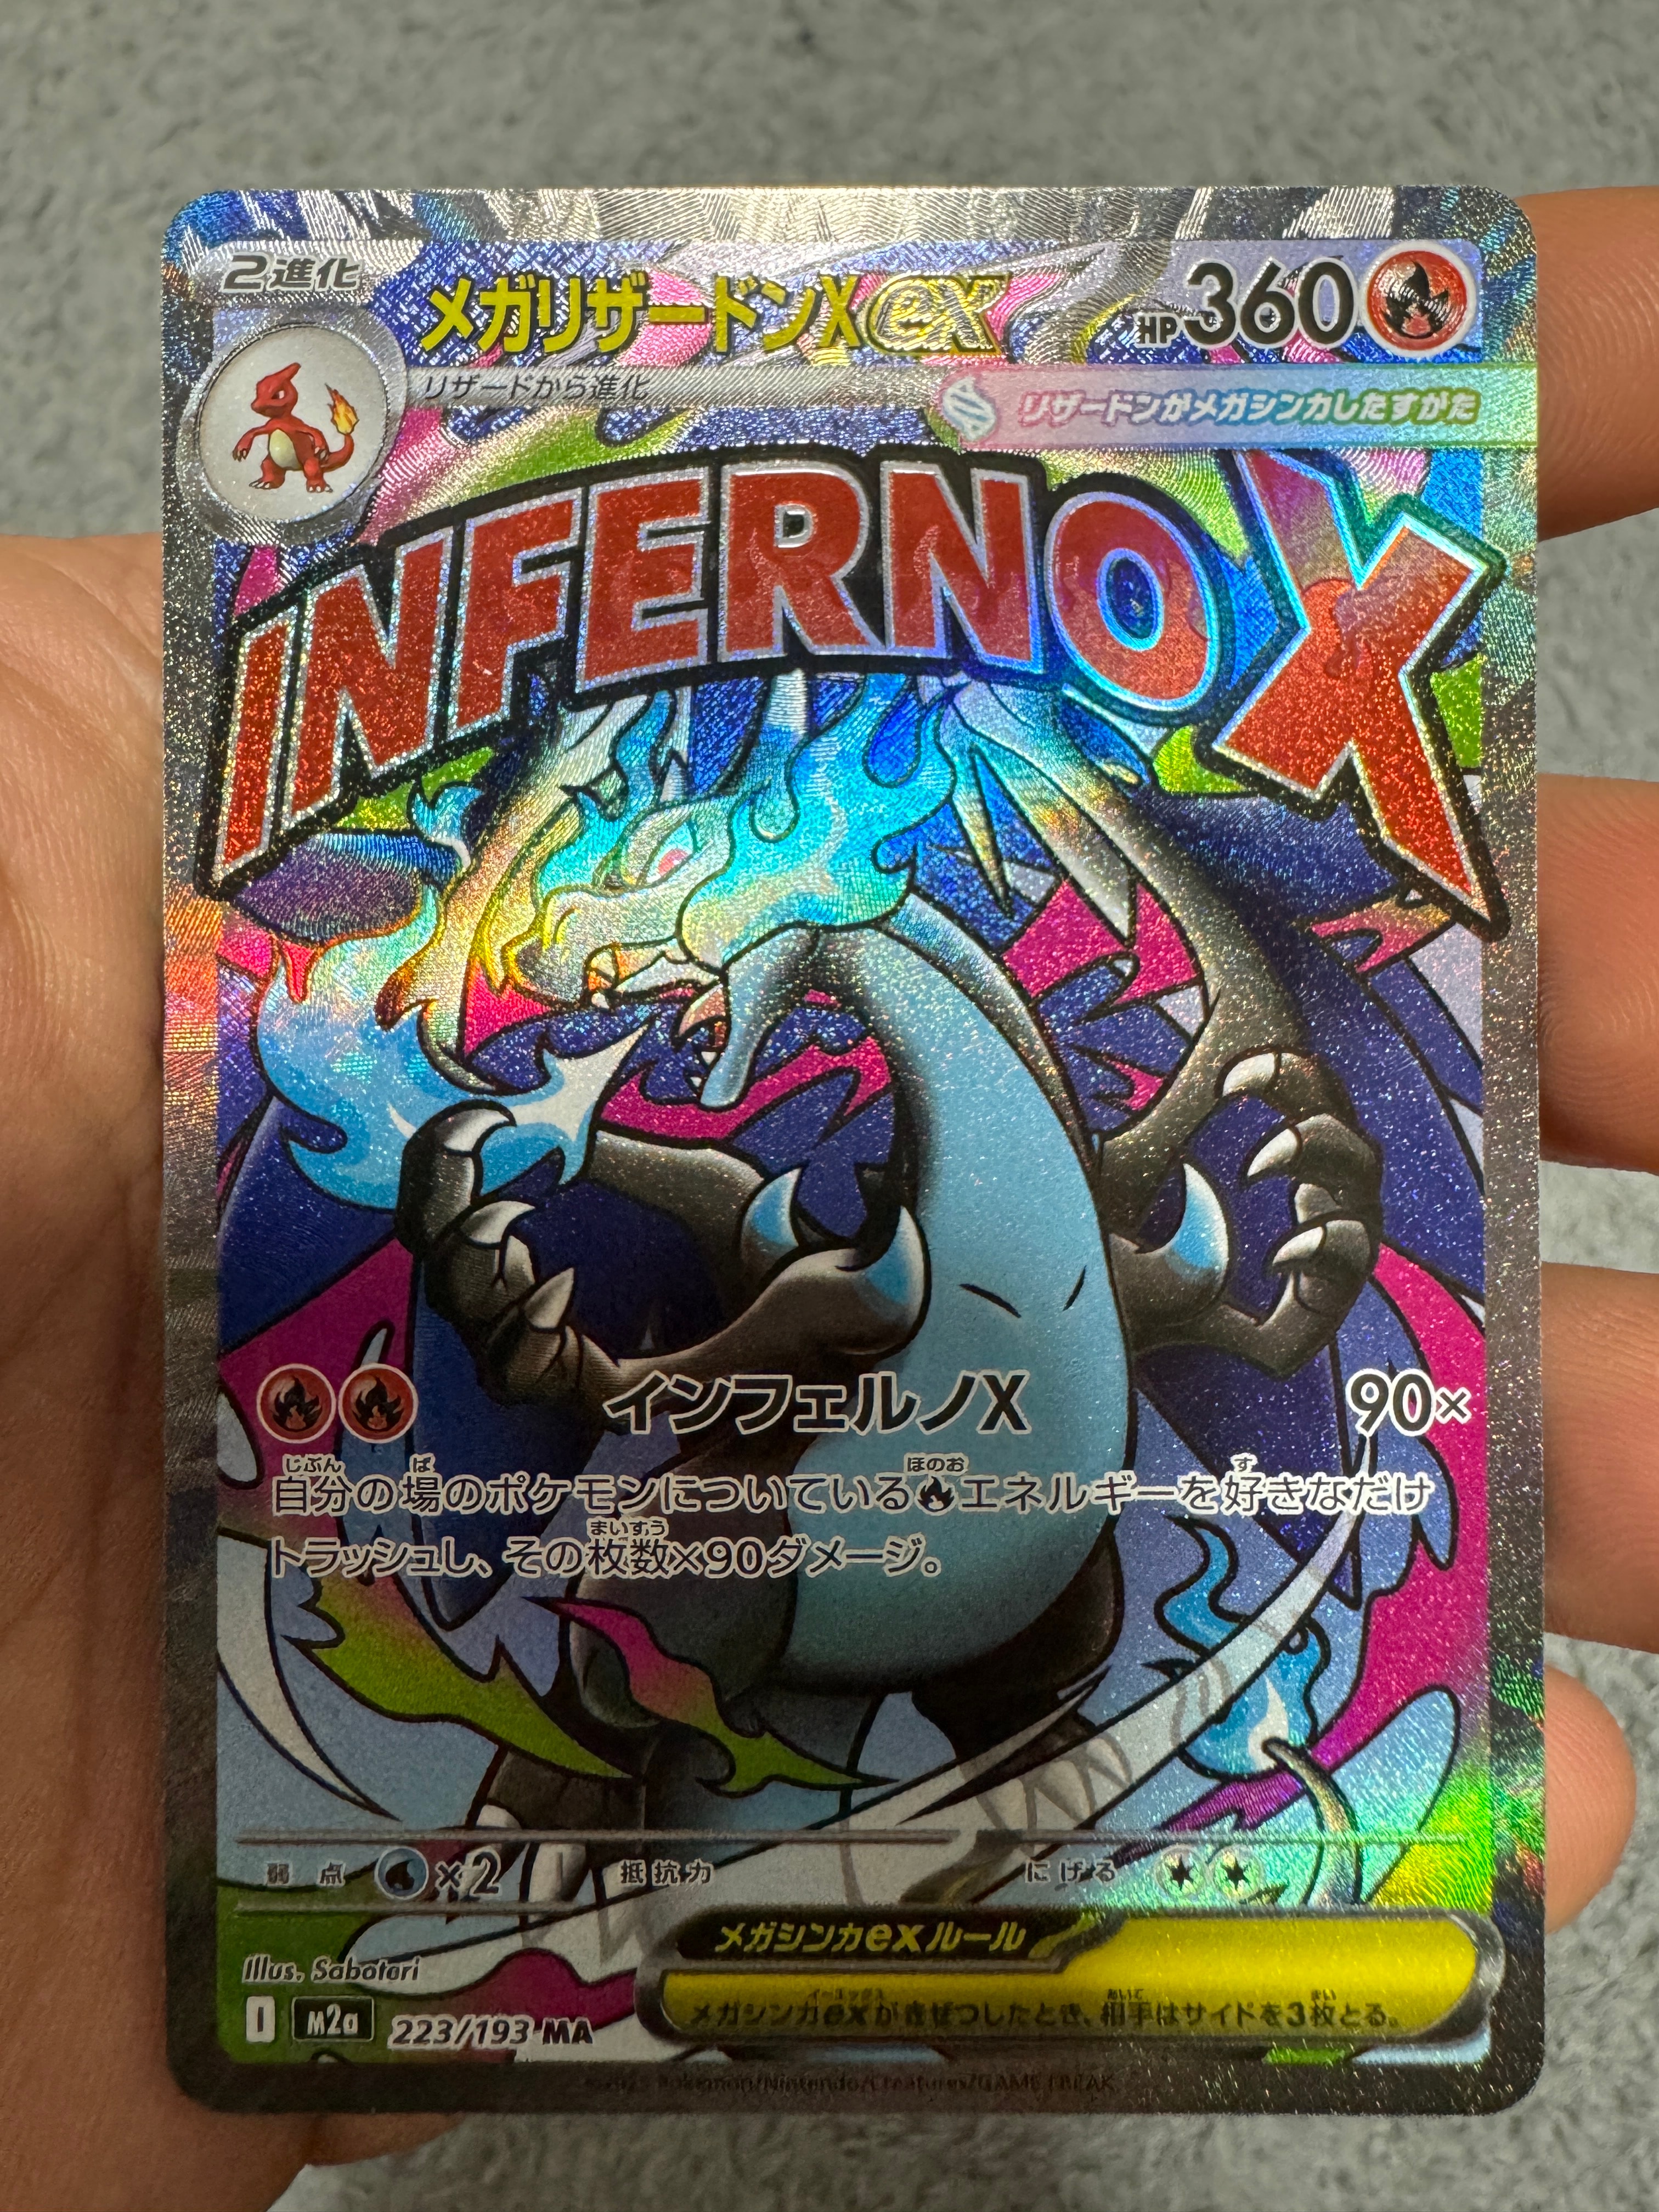 2進化
メガリザードンXex
HP360
リザードから進化
リザードンがメガシンカしたすがた
INFERNO X
インフェルノX 90×
自分の場のポケモンについているエネルギーを好きなだけ
トラッシュし、その枚数×90ダメージ。
弱点 ×2 抵抗力 にげる
メガシンカexルール
メガシンカexがきぜつしたとき、相手はサイドを3枚とる。
Illus. Sabotari
I M2a 223/193 MA
Pokémon/Nintendo/Creatures/GAME FREAK